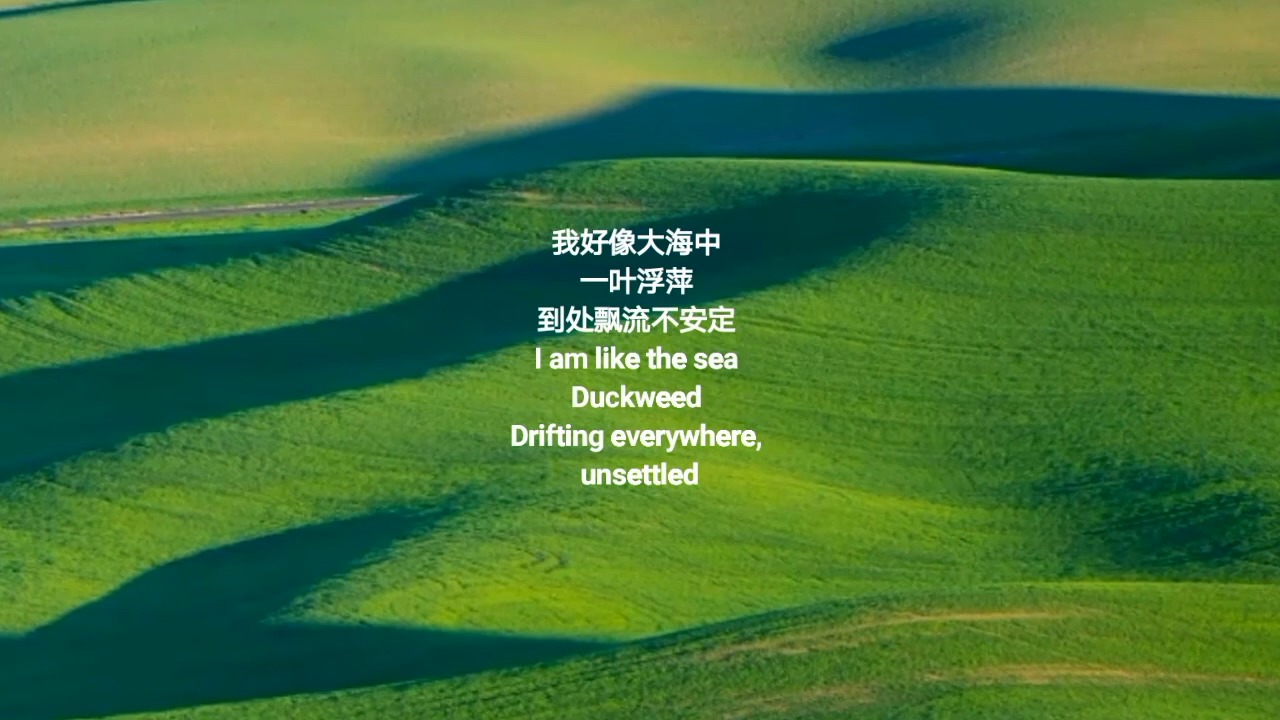 我好像大海中
一叶浮萍
到处飘流不安定
I am like the sea
Duckweed
Drifting everywhere,
unsettled